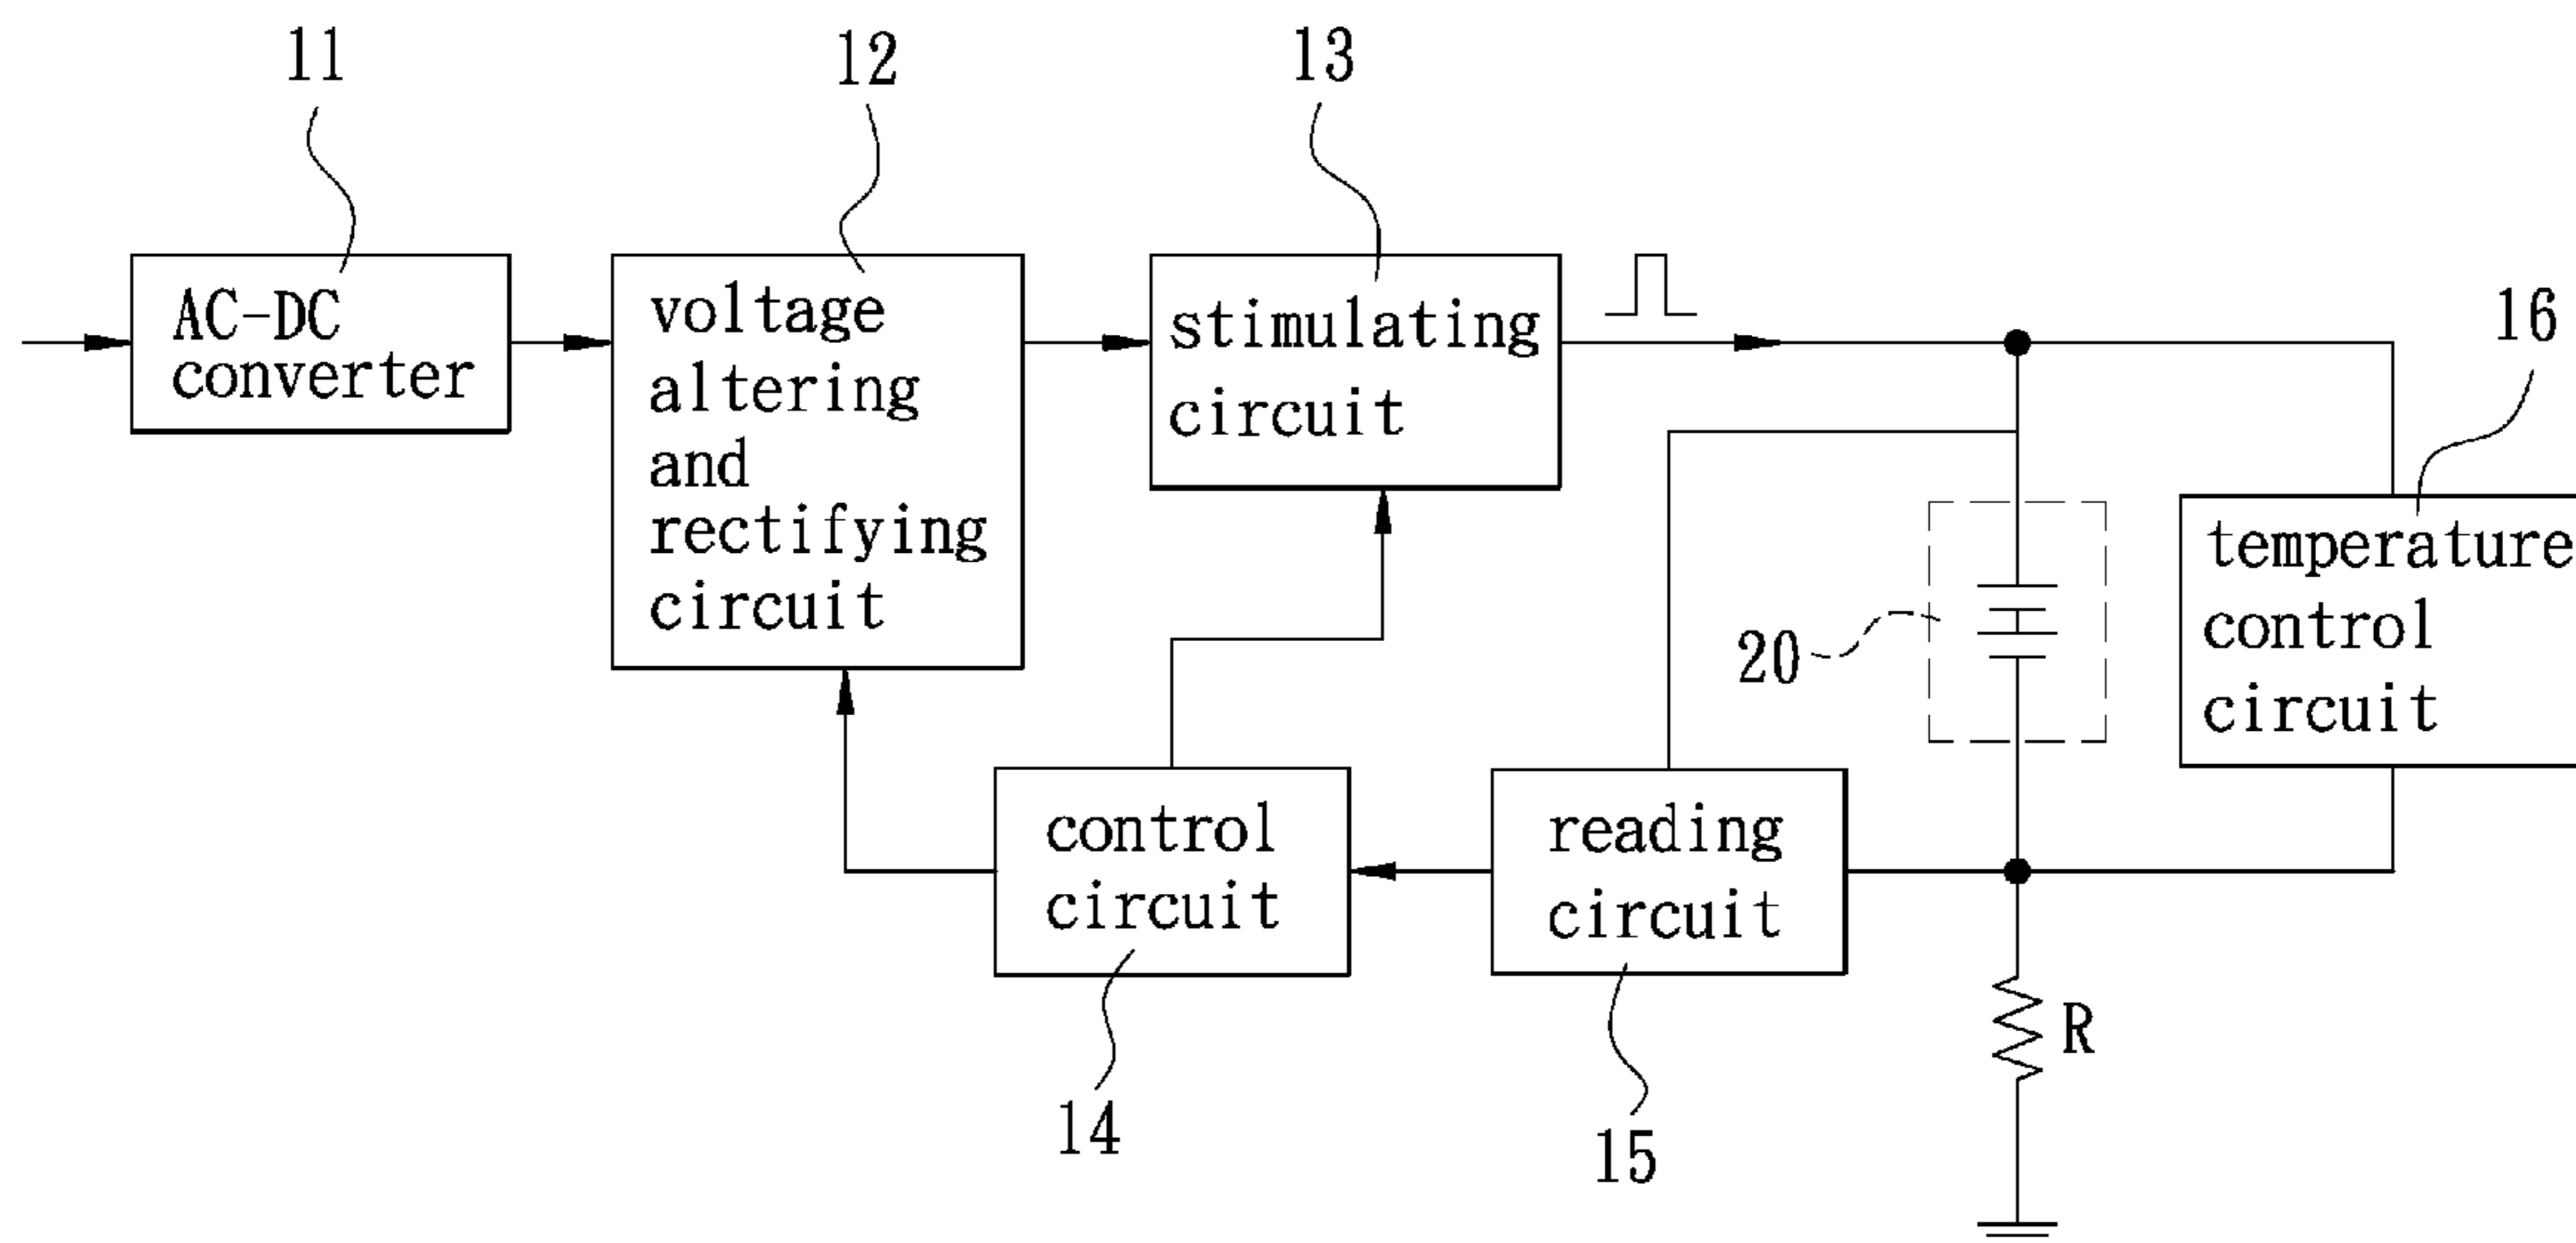 11
12
13
AC-DC
converter
voltage
altering
and
rectifying
circuit
stimulating
circuit
16
temperature
control
circuit
20
control
circuit
reading
circuit
R
14
15